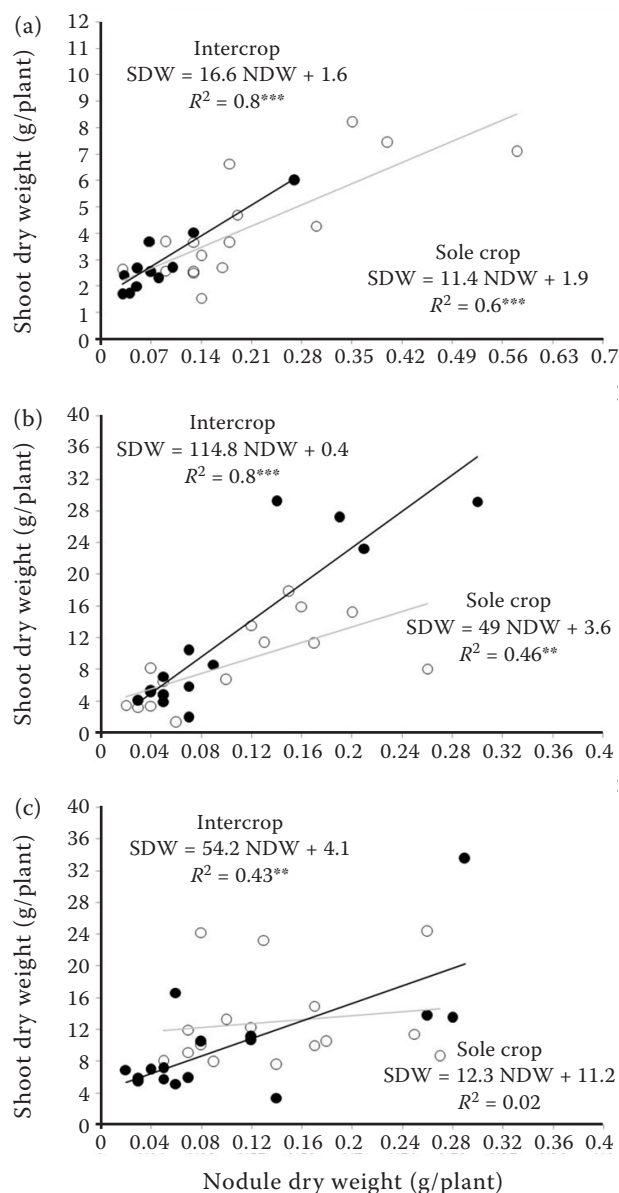 (a)
Shoot dry weight (g/plant)
12
11
10
9
8
7
6
5
4
3
2
1
0
Intercrop
SDW = 16.6 NDW + 1.6
R² = 0.8***
Sole crop
SDW = 11.4 NDW + 1.9
R² = 0.6***
0 0.07 0.14 0.21 0.28 0.35 0.42 0.49 0.56 0.63 0.7
(b)
Shoot dry weight (g/plant)
40
36
32
28
24
20
16
12
8
4
0
Intercrop
SDW = 114.8 NDW + 0.4
R² = 0.8***
Sole crop
SDW = 49 NDW + 3.6
R² = 0.46**
0 0.04 0.08 0.12 0.16 0.2 0.24 0.28 0.32 0.36 0.4
(c)
Shoot dry weight (g/plant)
40
36
32
28
24
20
16
12
8
4
0
Intercrop
SDW = 54.2 NDW + 4.1
R² = 0.43**
Sole crop
SDW = 12.3 NDW + 11.2
R² = 0.02
0 0.04 0.08 0.12 0.16 0.2 0.24 0.28 0.32 0.36 0.4
Nodule dry weight (g/plant)